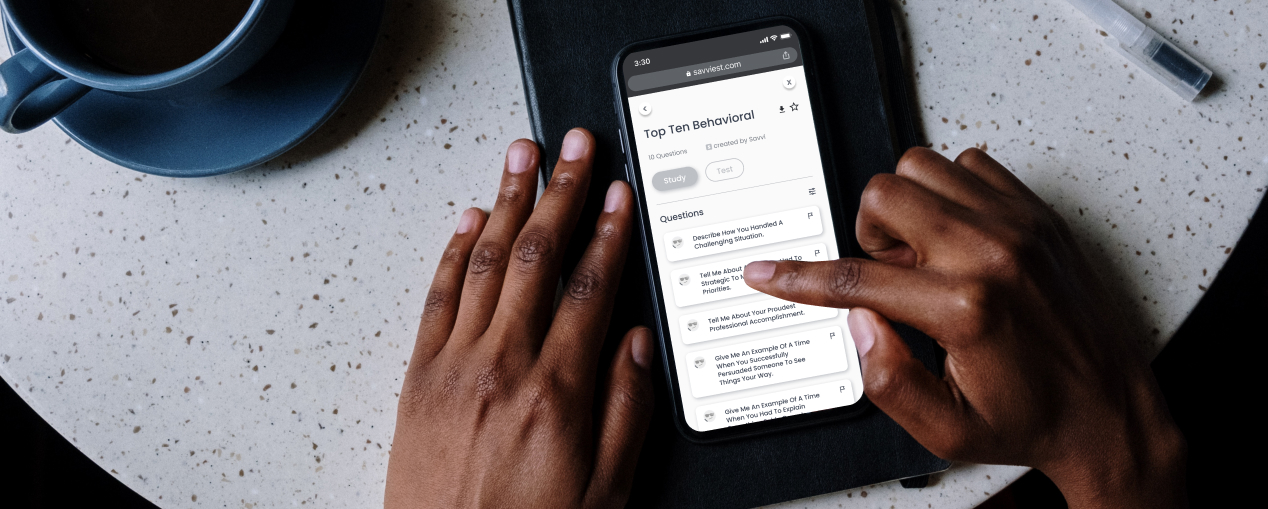 3:30
savviest.com
x
Top Ten Behavioral
10 Questions created by Savvi
Study Test
Questions
Describe How You Handled A
Challenging Situation.
Tell Me About Had To
Strategic To
Priorities.
Tell Me About Your Proudest
Professional Accomplishment.
Give Me An Example Of A Time
When You Successfully
Persuaded Someone To See
Things Your Way.
Give Me An Example Of A Time
When You Had To Explain